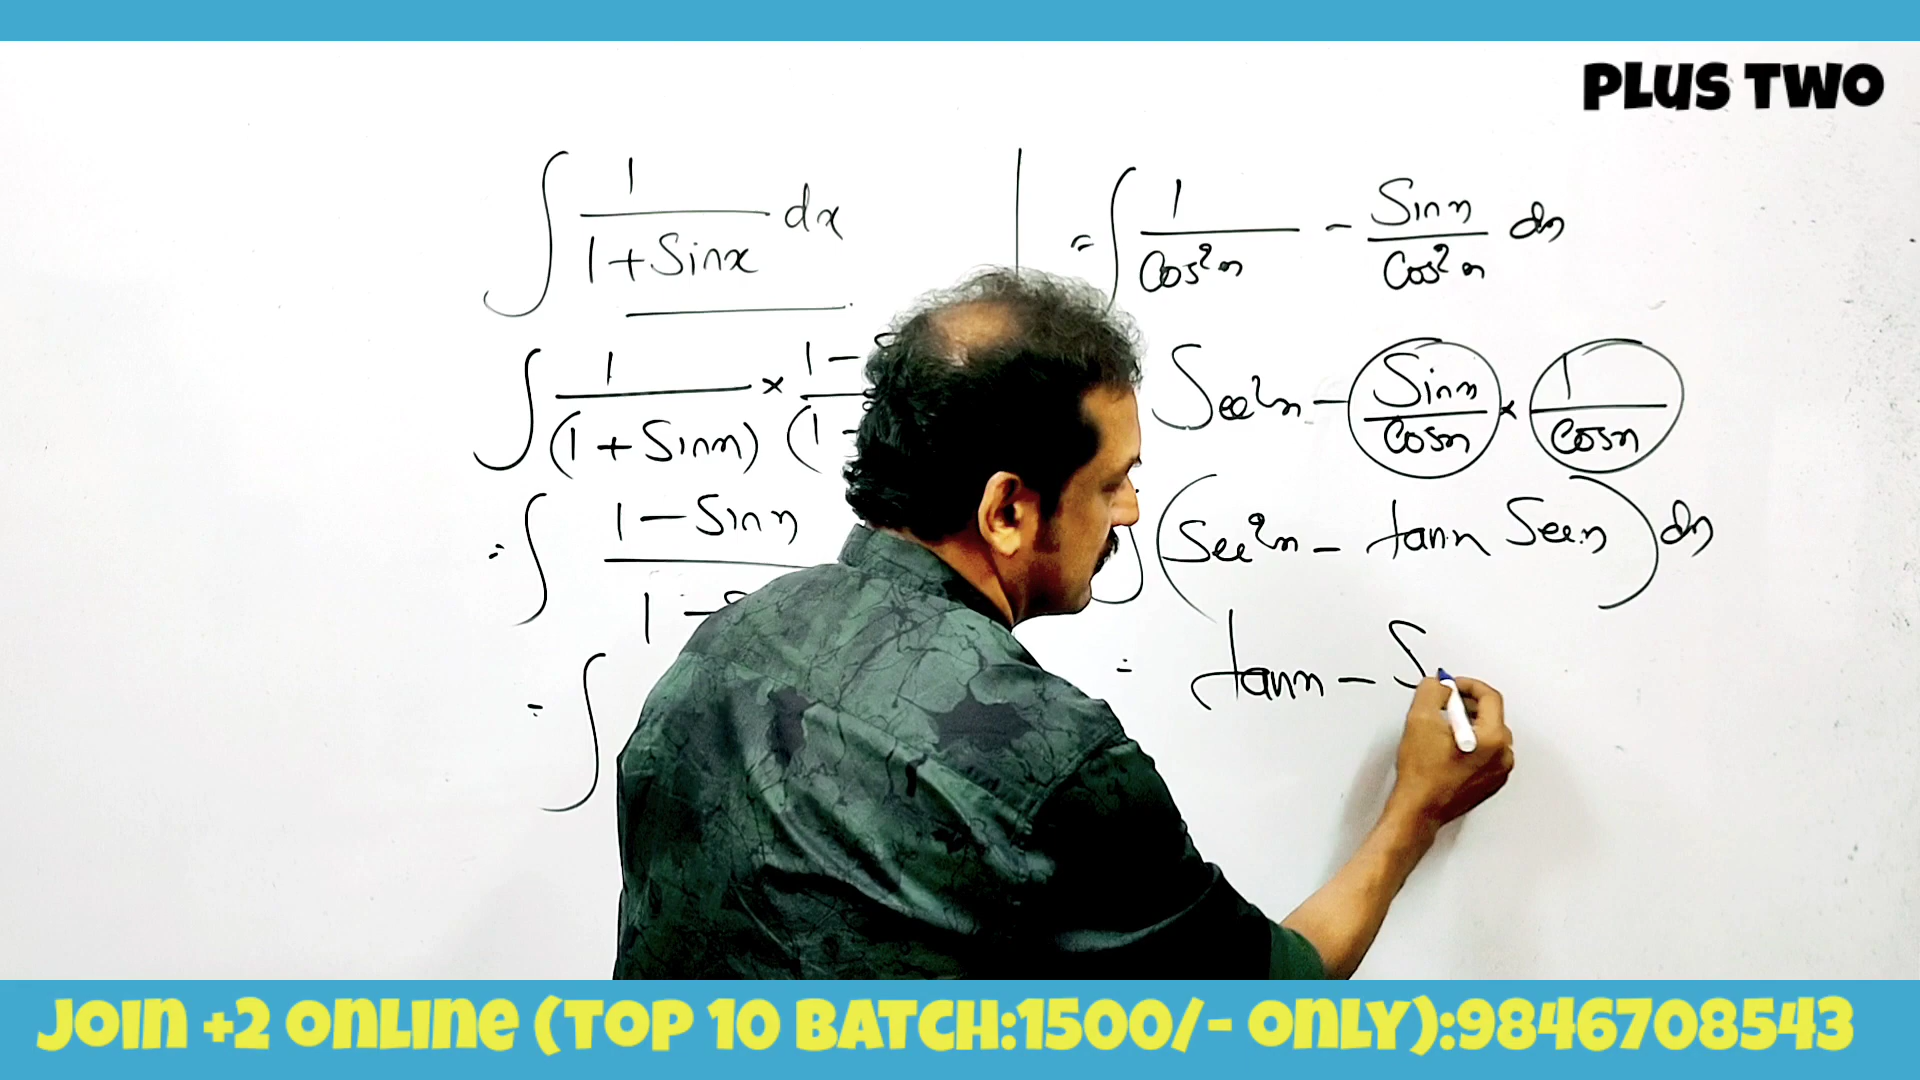 PLUS TWO
∫ 1/(1+Sinx) dx
∫ 1/(1+Sinx) × 1−
(1
= ∫ 1−Sinx
1−
= ∫
= ∫ 1/Cos²x − Sinx/Cos²x dx
Sec²x − Sinx/Cosx × 1/Cosx
∫ (Sec²x − tanx Secx) dx
= tanx − S
JOIN +2 ONLINE (TOP 10 BATCH:1500/- ONLY):9846708543